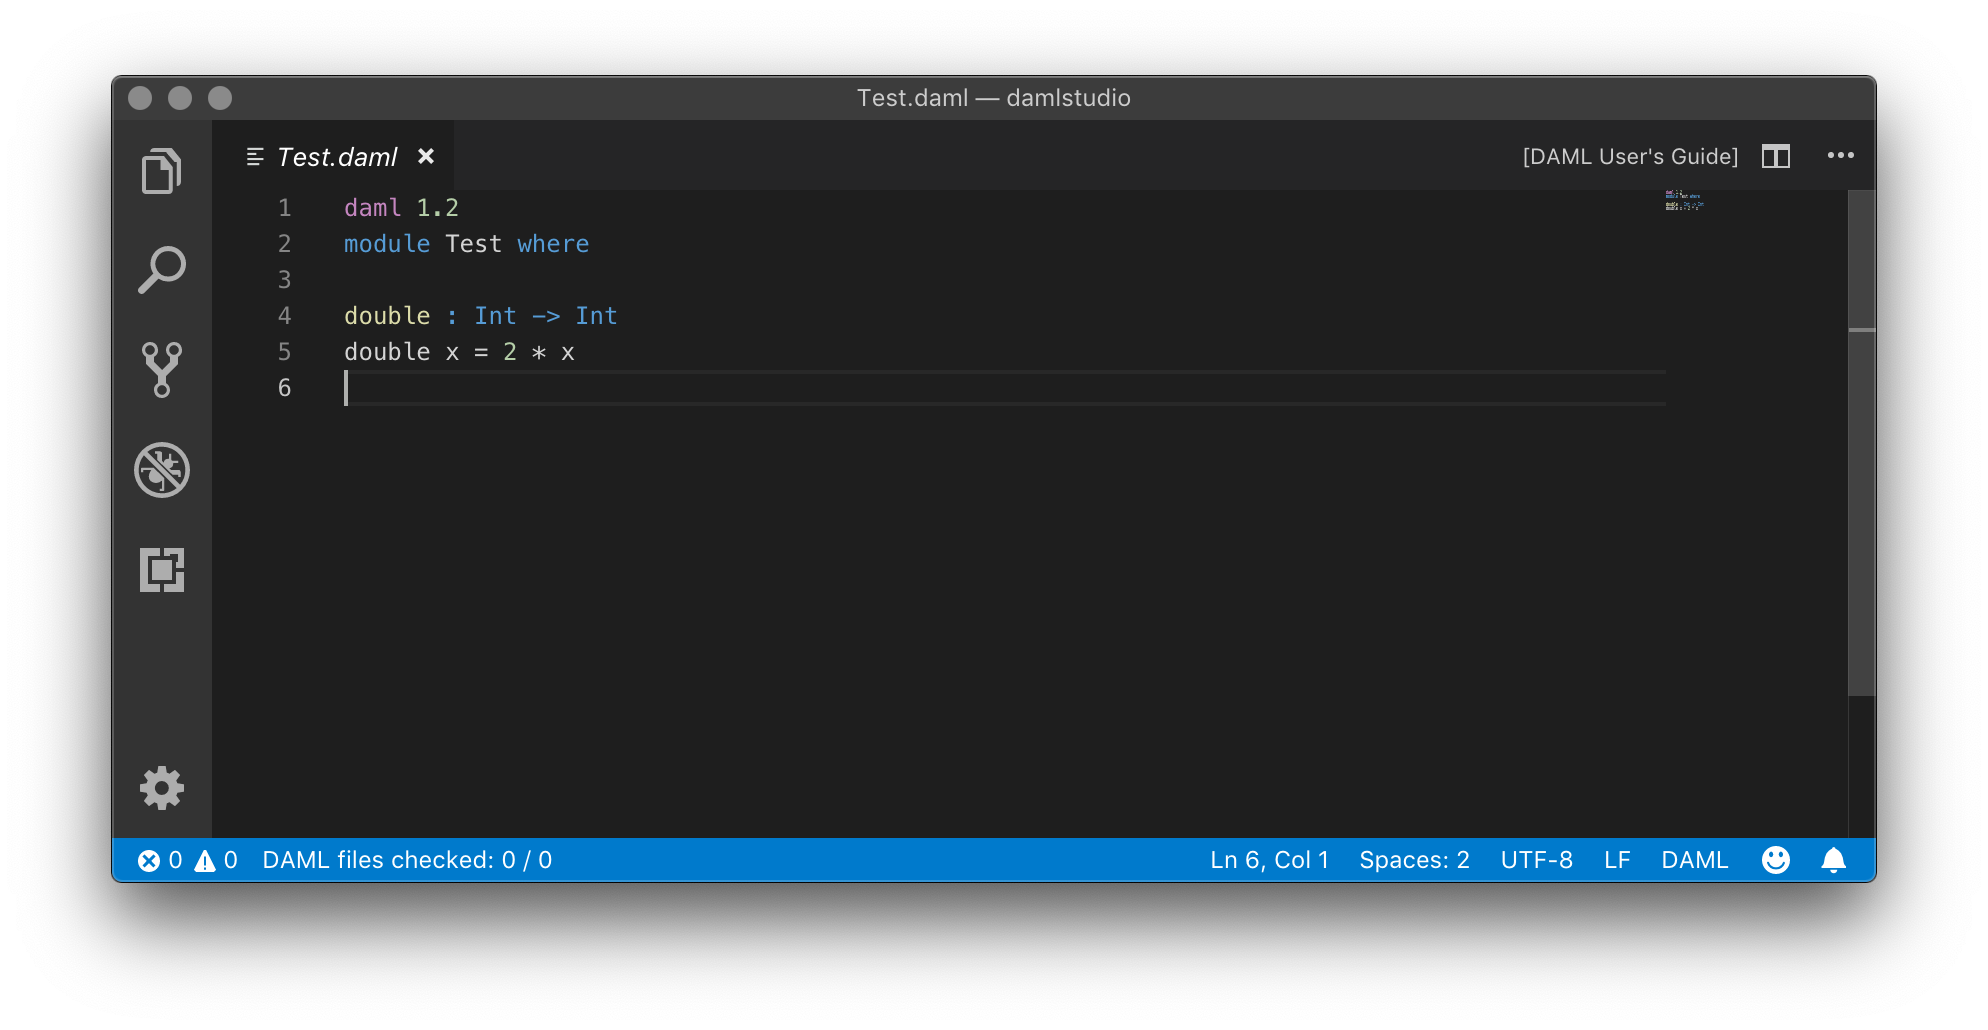 Test.daml — damlstudio
Test.daml
[DAML User's Guide]
1 daml 1.2
2 module Test where
3
4 double : Int -> Int
5 double x = 2 * x
6
0 0 DAML files checked: 0 / 0 Ln 6, Col 1 Spaces: 2 UTF-8 LF DAML